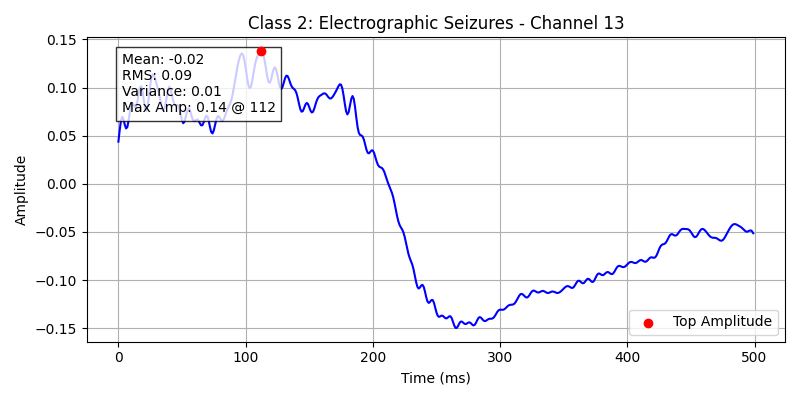 Class 2: Electrographic Seizures - Channel 13
Amplitude
0.15
0.10
0.05
0.00
−0.05
−0.10
−0.15
Mean: -0.02
RMS: 0.09
Variance: 0.01
Max Amp: 0.14 @ 112
Top Amplitude
0 100 200 300 400 500
Time (ms)